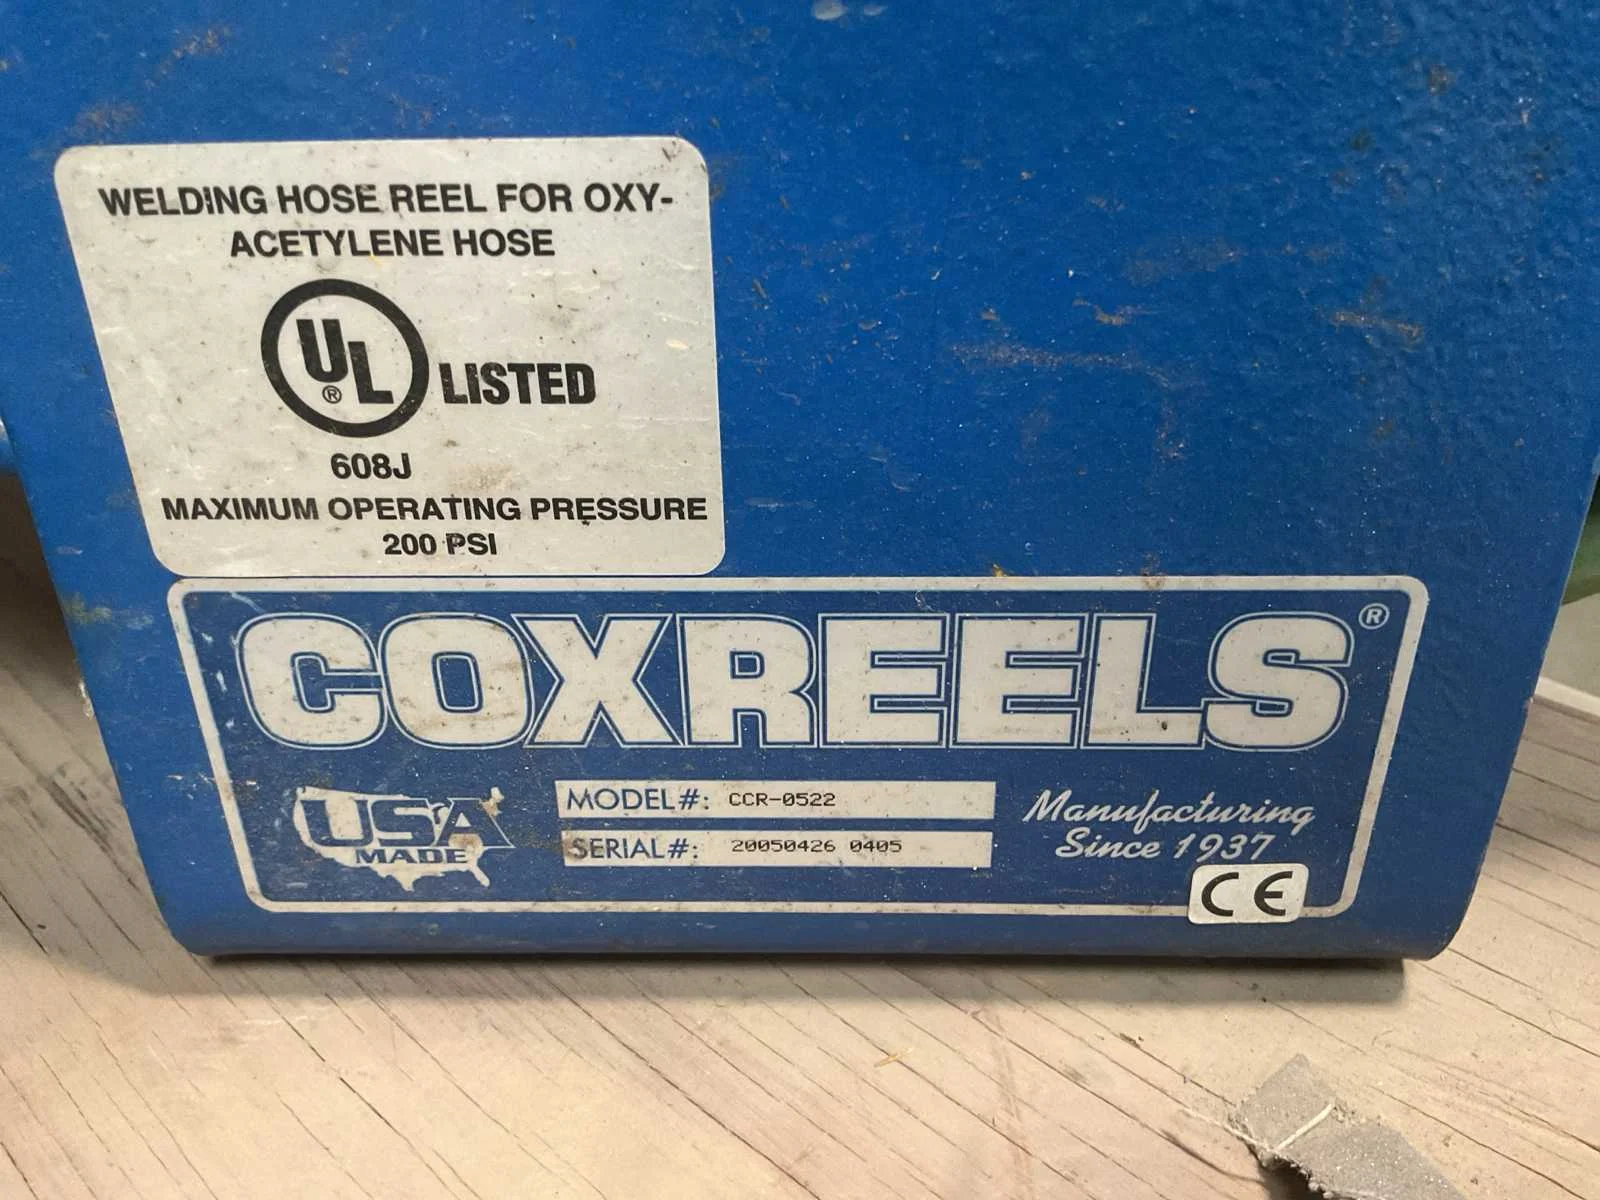 WELDING HOSE REEL FOR OXY-
ACETYLENE HOSE
UL® LISTED
608J
MAXIMUM OPERATING PRESSURE
200 PSI
COXREELS®
USA
MADE
MODEL#: CCR-0522
SERIAL#: 20050426 0405
Manufacturing
Since 1937
CE